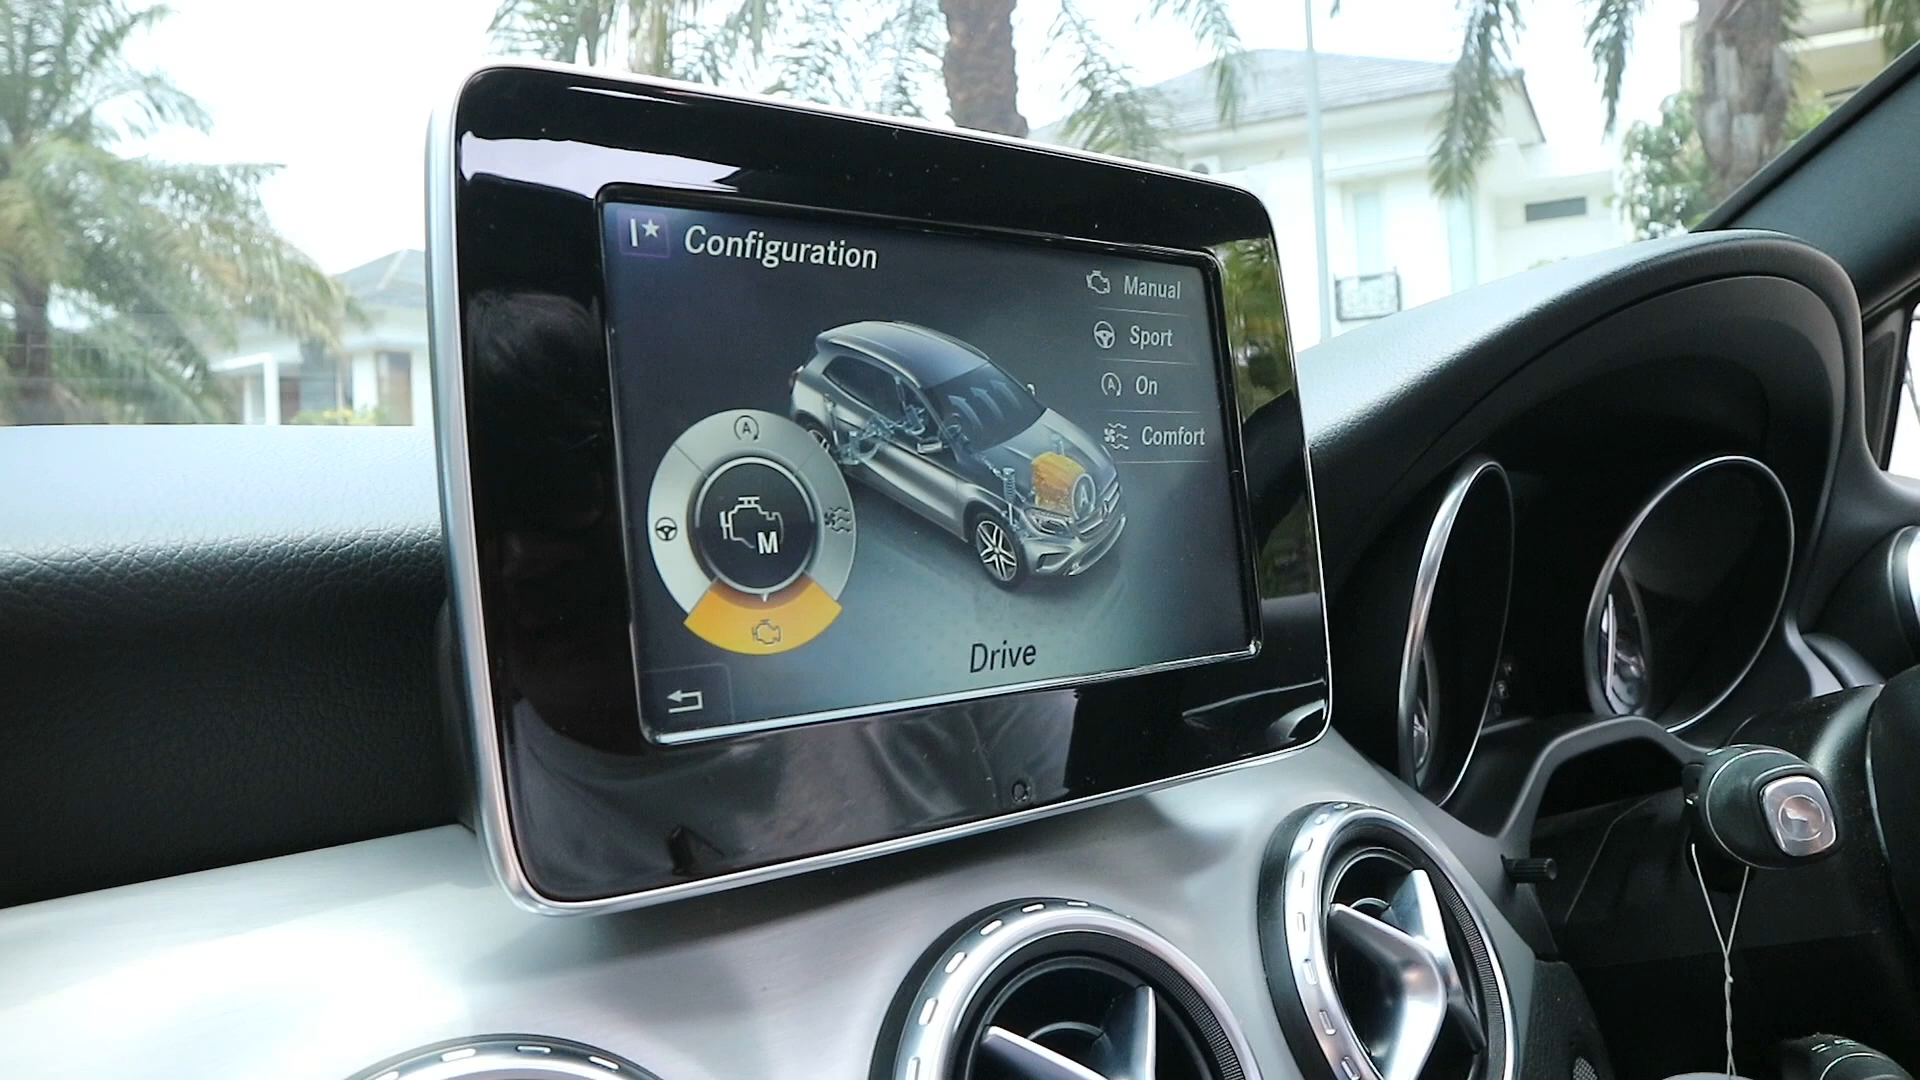 Configuration
Manual
Sport
On
Comfort
A
A
A
M
Drive